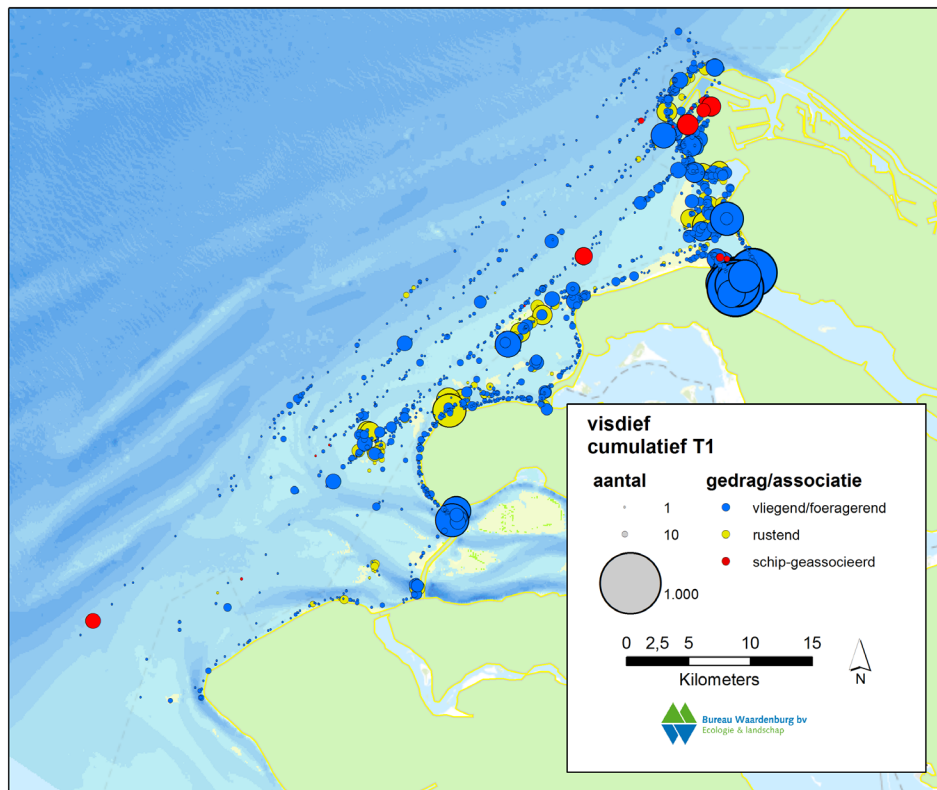 visdief
cumulatief T1
aantal
gedrag/associatie
1
vliegend/foeragerend
10
rustend
schip-geassocieerd
1.000
0 2,5 5 10 15
Kilometers
N
Bureau Waardenburg bv
Ecologie & landschap